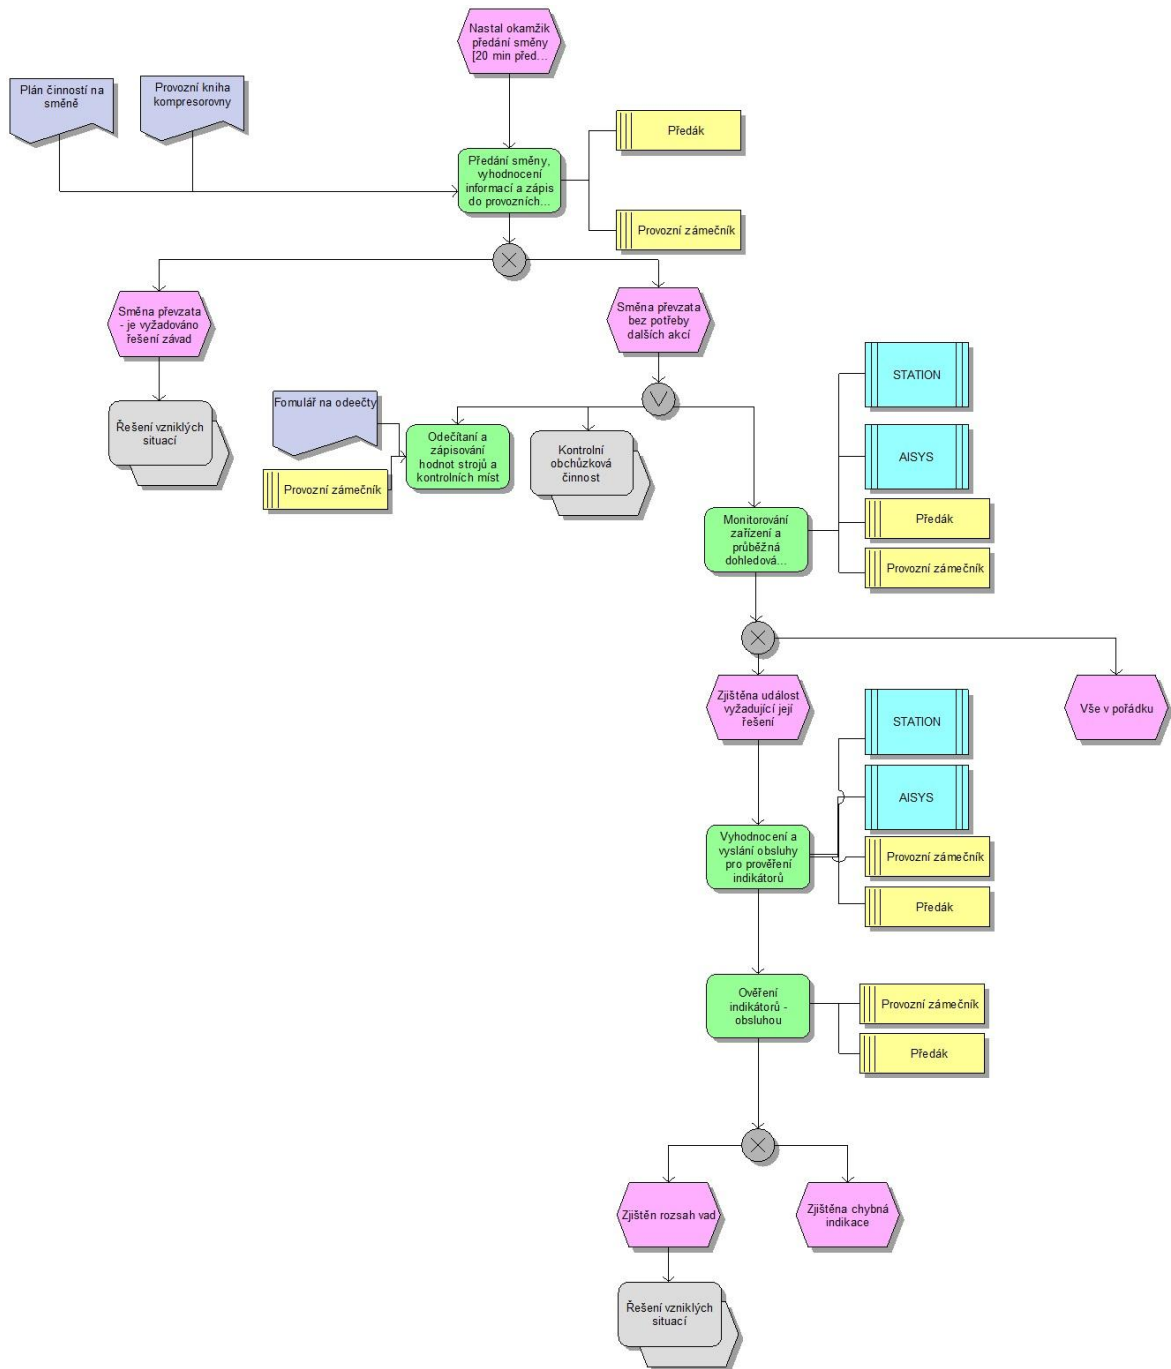 Nastal okamžik
předání směny
[20 min před...
Plán činností na
směně
Provozní kniha
kompresorovny
Předák
Předání směny,
vyhodnocení
informací a zápis
do provozních...
Provozní zámečník
Směna převzata
- je vyžadováno
řešení závad
Směna převzata
bez potřeby
dalších akcí
STATION
Fomulář na odeečty
Řešení vzniklých
situací
Odečítaní a
zápisování
hodnot strojů a
kontrolních míst
Kontrolní
obchůzková
činnost
AISYS
Provozní zámečník
Předák
Monitorování
zařízení a
průběžná
dohledová...
Provozní zámečník
Zjištěna událost
vyžadující její
řešení
STATION
Vše v pořádku
AISYS
Vyhodnocení a
vyslání obsluhy
pro prověření
indikátorů
Provozní zámečník
Předák
Ověření
indikátorů -
obsluhou
Provozní zámečník
Předák
Zjištěn rozsah vad
Zjištěna chybná
indikace
Řešení vzniklých
situací